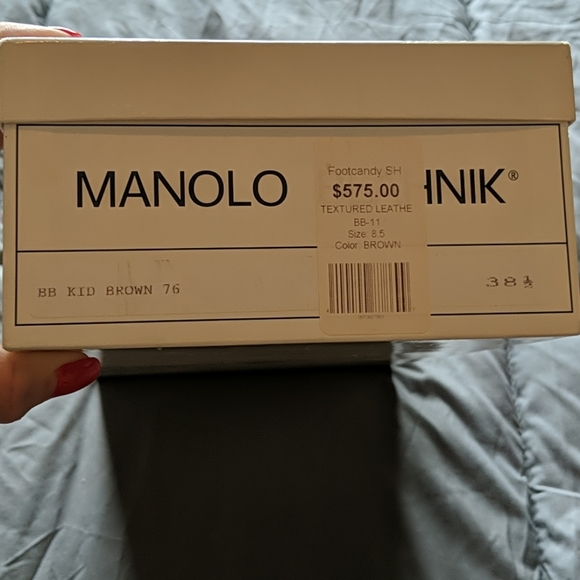 MANOLO HNIK®
Footcandy SH
$575.00
TEXTURED LEATHE
BB-11
Size: 8.5
Color: BROWN
BB KID BROWN 76
38½